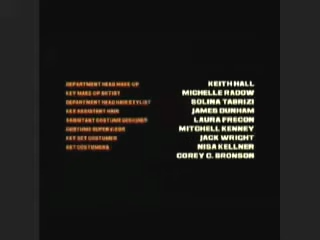 DEPARTMENT HEAD MAKE-UP KEITH HALL
KEY MAKE-UP ARTIST MICHELLE RADOW
DEPARTMENT HEAD HAIRSTYLIST BOLINA TABRIZI
KEY ASSISTANT HAIR JAMES DUNHAM
ASSISTANT COSTUME DESIGNER LAURA FRECON
COSTUME SUPERVISOR MITCHELL KENNEY
KEY SET COSTUMER JACK WRIGHT
SET COSTUMERS NISA KELLNER
COREY C. BRONSON